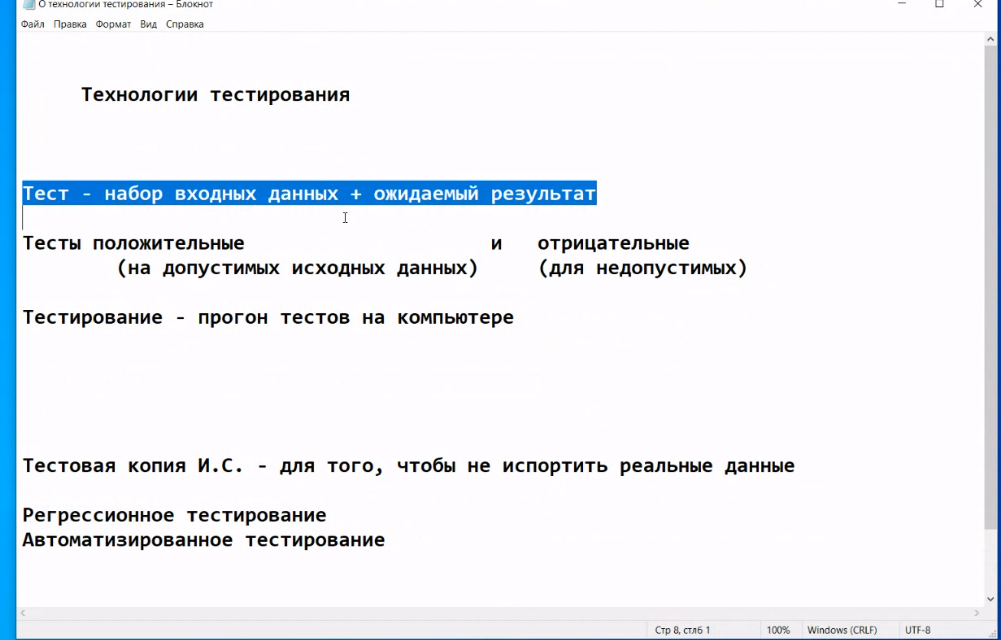 О технологии тестирования – Блокнот
Файл Правка Формат Вид Справка
Технологии тестирования
Тест - набор входных данных + ожидаемый результат
Тесты положительные и отрицательные
(на допустимых исходных данных) (для недопустимых)
Тестирование - прогон тестов на компьютере
Тестовая копия И.С. - для того, чтобы не испортить реальные данные
Регрессионное тестирование
Автоматизированное тестирование
Стр 8, стлб 1 100% Windows (CRLF) UTF-8